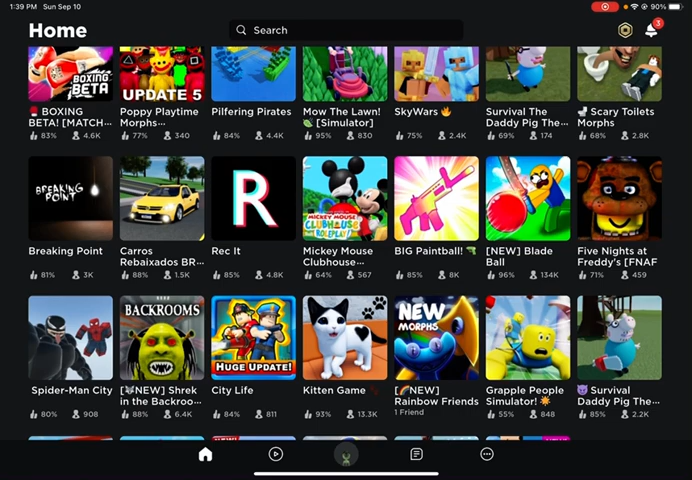 1:39 PM Sun Sep 10
90%
Home
Search
3
BOXING BETA
UPDATE 5
BOXING BETA! [MATCH-
83% 4.6K
Poppy Playtime Morphs...
77% 340
Pilfering Pirates
84% 4.4K
Mow The Lawn! [Simulator]
95% 830
SkyWars
75% 2.4K
Survival The Daddy Pig The...
69% 174
Scary Toilets Morphs
68% 2.8K
BREAKING POINT
R
MICKEY MOUSE CLUBHOUSE ROLEPLAY!
Breaking Point
81% 3K
Carros Rebaixados BR...
88% 1.5K
Rec It
85% 4.8K
Mickey Mouse Clubhouse...
64% 567
BIG Paintball!
85% 8K
[NEW] Blade Ball
96% 134K
Five Nights at Freddy's [FNAF
71% 459
BACKROOMS
HUGE UPDATE!
NEW MORPHS
Spider-Man City
80% 908
[NEW] Shrek in the Backroo...
88% 6.4K
City Life
84% 811
Kitten Game
93% 13.3K
[NEW] Rainbow Friends
1 Friend
Grapple People Simulator!
55% 848
Survival Daddy Pig The...
85% 2.2K